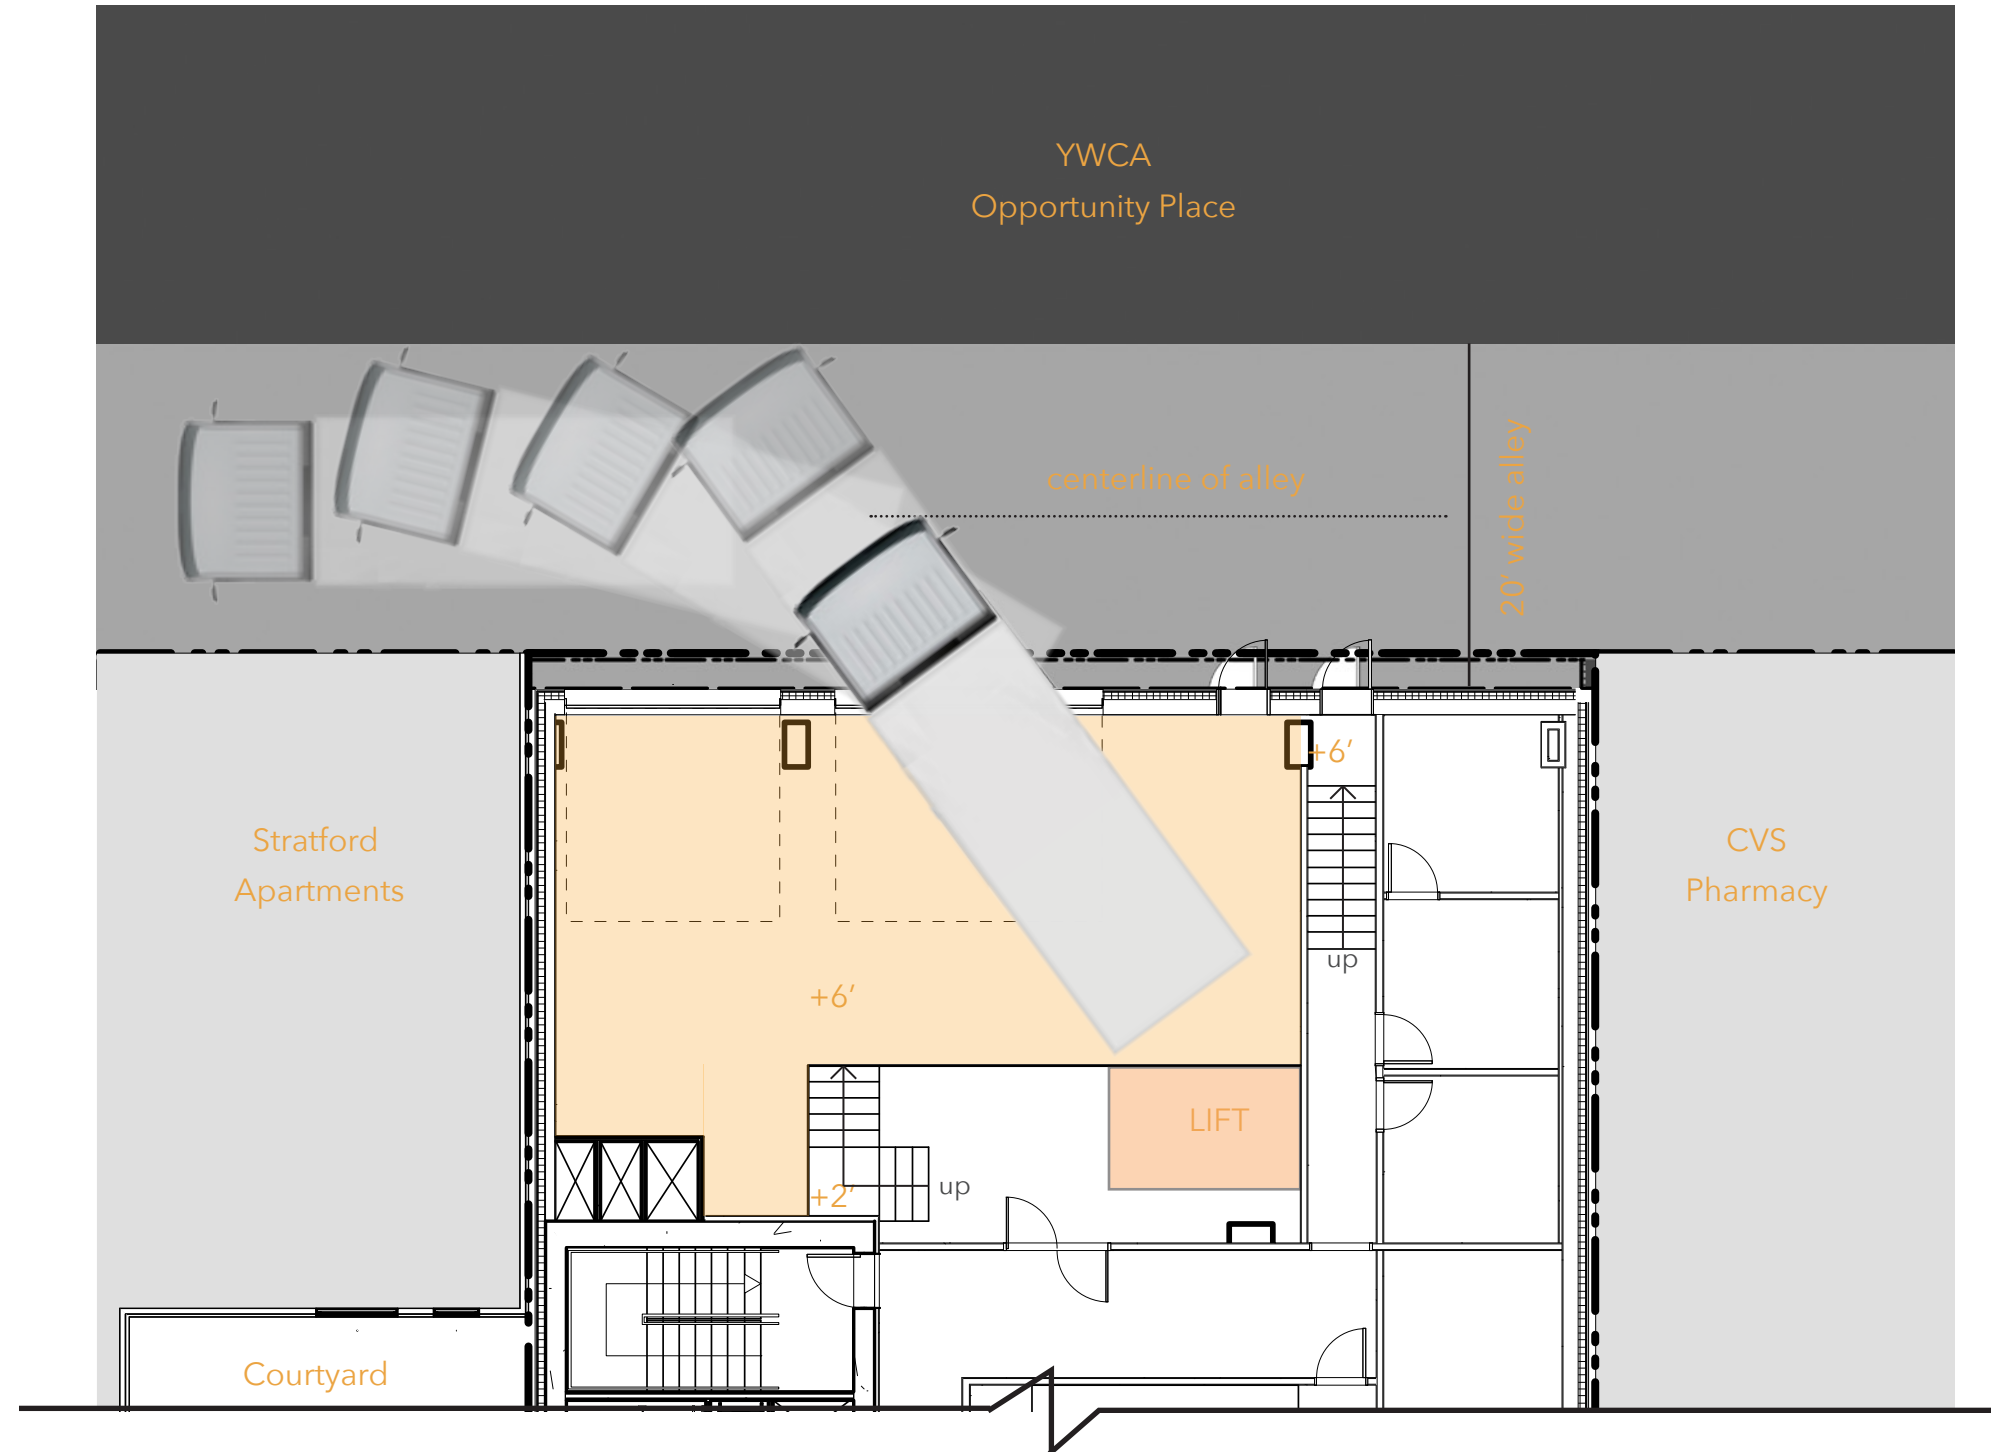 YWCA
Opportunity Place
centerline of alley
20’ wide alley
+6’
Stratford
Apartments
CVS
Pharmacy
up
+6’
LIFT
+2’
up
Courtyard